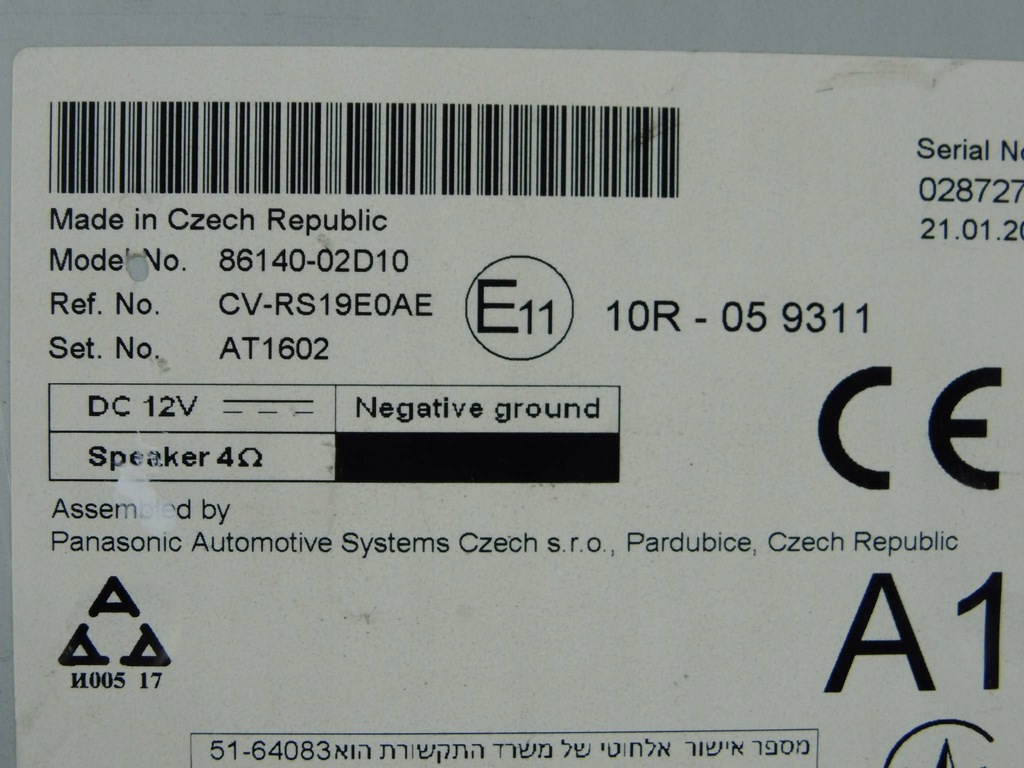 Made in Czech Republic
Model No. 86140-02D10
Ref. No. CV-RS19E0AE
Set. No. AT1602
E11 10R - 05 9311
Serial
028727
21.01.
DC 12V Negative ground
Speaker 4Ω
CE
Assembled by
Panasonic Automotive Systems Czech s.r.o., Pardubice, Czech Republic
A1
И005 17
מספר אישור אלחוטי של משרד התקשורת הוא 51-64083